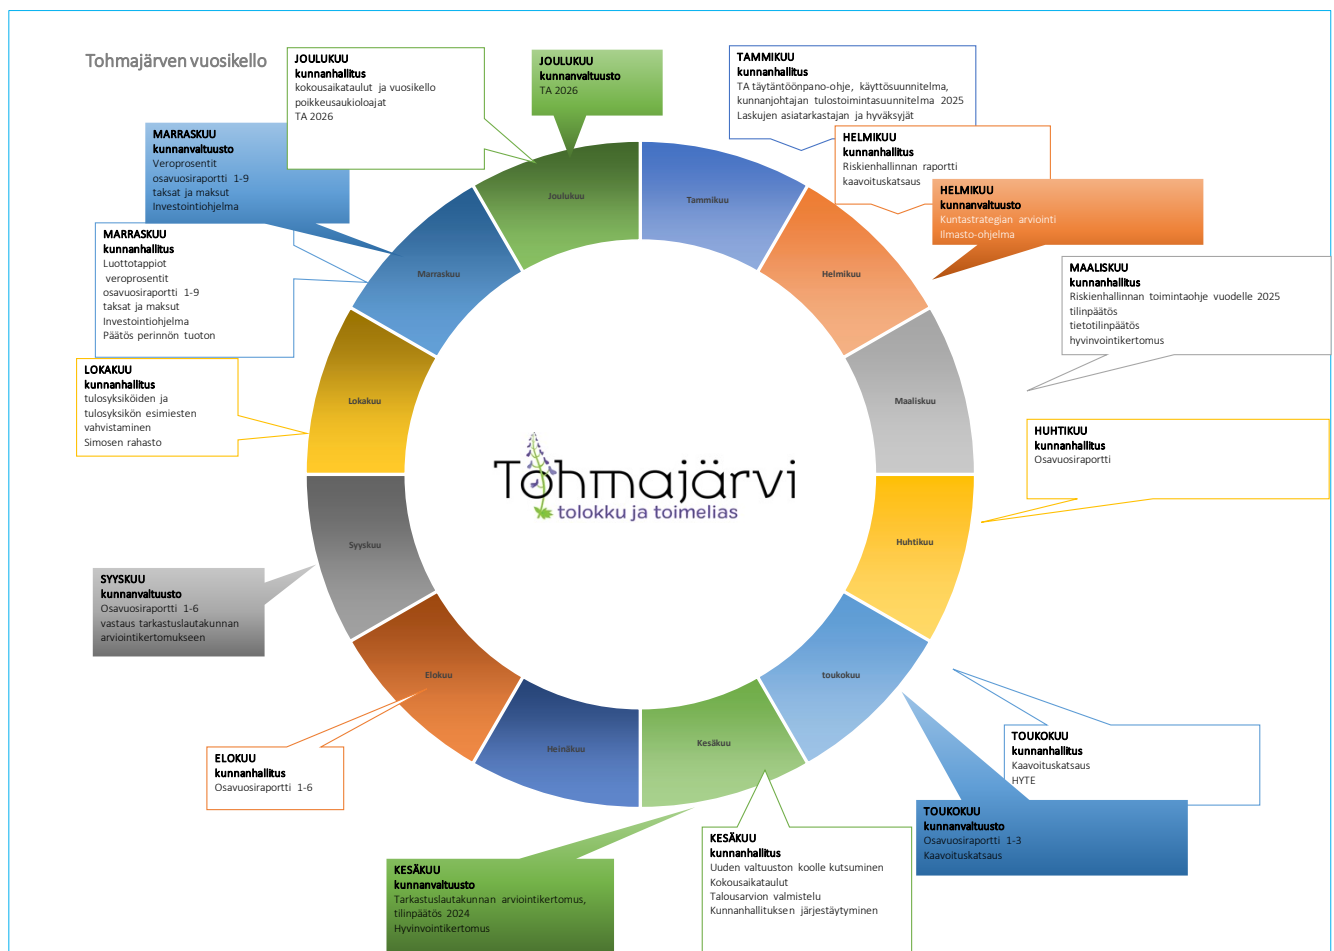 Tohmajärven vuosikello
JOULUKUU
kunnanhallitus
kokousaikataulut ja vuosikello
poikkeusaukioloajat
TA 2026
JOULUKUU
kunnanvaltuusto
TA 2026
TAMMIKUU
kunnanhallitus
TA täytäntöönpano-ohje, käyttösuunnitelma,
kunnanjohtajan tulostoimintasuunnitelma 2025
Laskujen asiatarkastajan ja hyväksyjät
HELMIKUU
kunnanhallitus
Riskienhallinnan raportti
kaavoituskatsaus
HELMIKUU
kunnanvaltuusto
Kuntastrategian arviointi
Ilmasto-ohjelma
MAALISKUU
kunnanhallitus
Riskienhallinnan toimintaohje vuodelle 2025
tilinpäätös
tietotilinpäätös
hyvinvointikertomus
HUHTIKUU
kunnanhallitus
Osavuosiraportti
TOUKOKUU
kunnanhallitus
Kaavoituskatsaus
HYTE
TOUKOKUU
kunnanvaltuusto
Osavuosiraportti 1-3
Kaavoituskatsaus
KESÄKUU
kunnanhallitus
Uuden valtuuston koolle kutsuminen
Kokousaikataulut
Talousarvion valmistelu
Kunnanhallituksen järjestäytyminen
KESÄKUU
kunnanvaltuusto
Tarkastuslautakunnan arviointikertomus,
tilinpäätös 2024
Hyvinvointikertomus
ELOKUU
kunnanhallitus
Osavuosiraportti 1-6
SYYSKUU
kunnanvaltuusto
Osavuosiraportti 1-6
vastaus tarkastuslautakunnan
arviointikertomukseen
LOKAKUU
kunnanhallitus
tulosyksiköiden ja
tulosyksikön esimiesten
vahvistaminen
Simosen rahasto
MARRASKUU
kunnanhallitus
Luottotappiot
veroprosentit
osavuosiraportti 1-9
taksat ja maksut
Investointiohjelma
Päätös perinnön tuoton
MARRASKUU
kunnanvaltuusto
Veroprosentit
osavuosiraportti 1-9
taksat ja maksut
Investointiohjelma
Tammikuu
Helmikuu
Maaliskuu
Huhtikuu
toukokuu
Kesäkuu
Heinäkuu
Elokuu
Syyskuu
Lokakuu
Marraskuu
Joulukuu
Tohmajärvi
tolokku ja toimelias